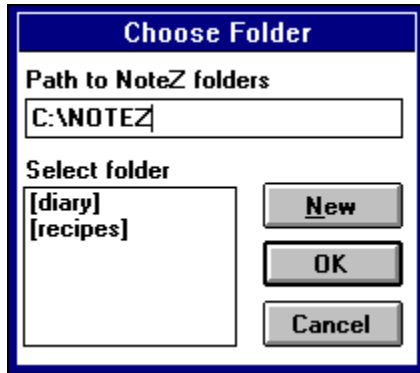 Choose Folder
Path to NoteZ folders
C:\NOTEZ
Select folder
[diary]
[recipes]
New
OK
Cancel